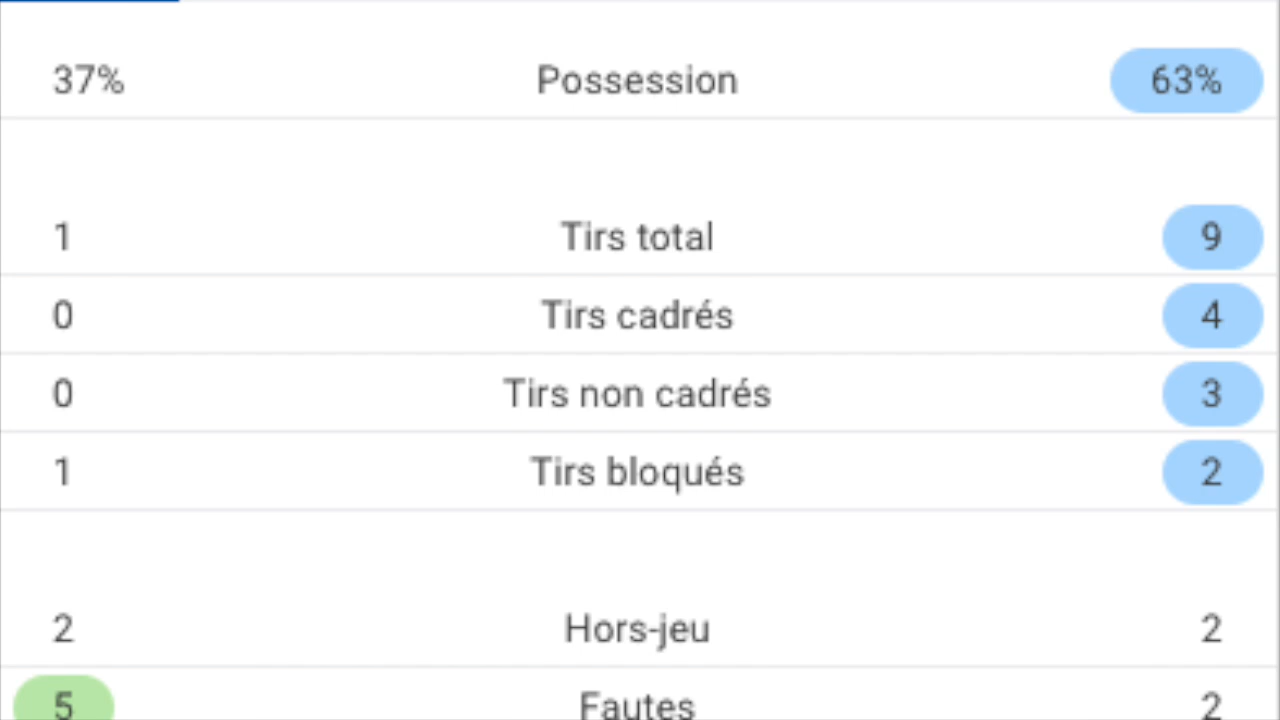 37% Possession 63%
1 Tirs total 9
0 Tirs cadrés 4
0 Tirs non cadrés 3
1 Tirs bloqués 2
2 Hors-jeu 2
5 Fautes 2